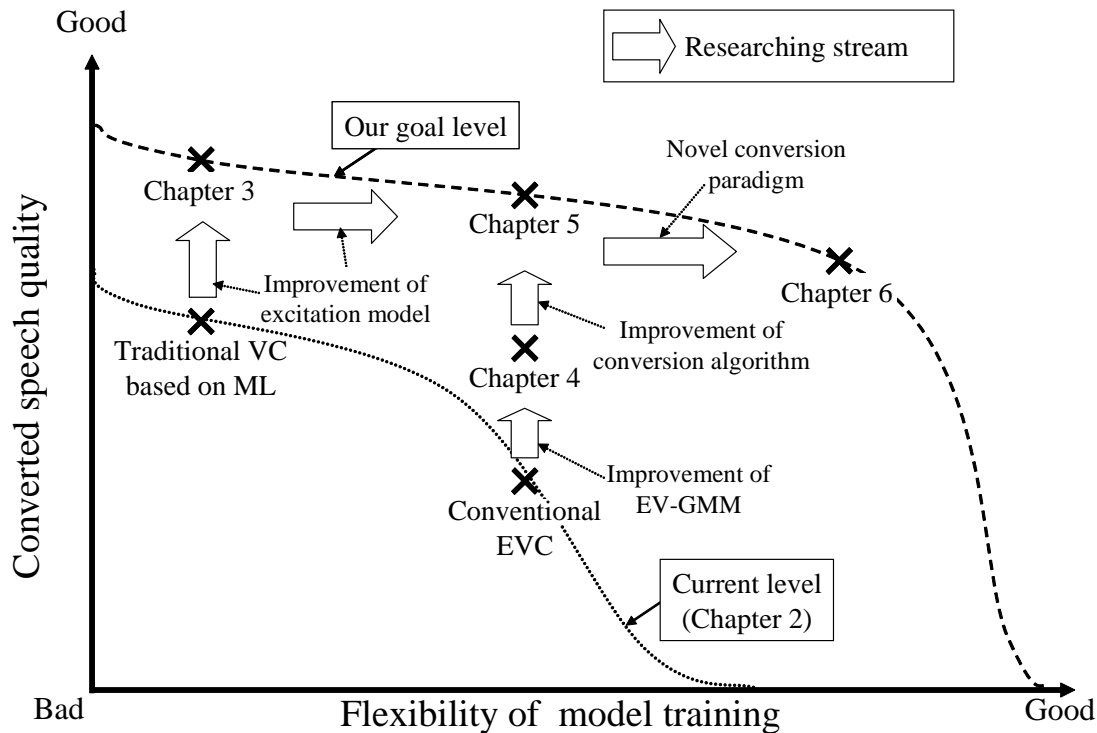 Good
Researching stream
Our goal level
Novel conversion
paradigm
Chapter 3
Chapter 5
Chapter 6
Improvement of
excitation model
Improvement of
conversion algorithm
Traditional VC
based on ML
Chapter 4
Improvement of
EV-GMM
Conventional
EVC
Current level
(Chapter 2)
Converted speech quality
Bad
Flexibility of model training
Good